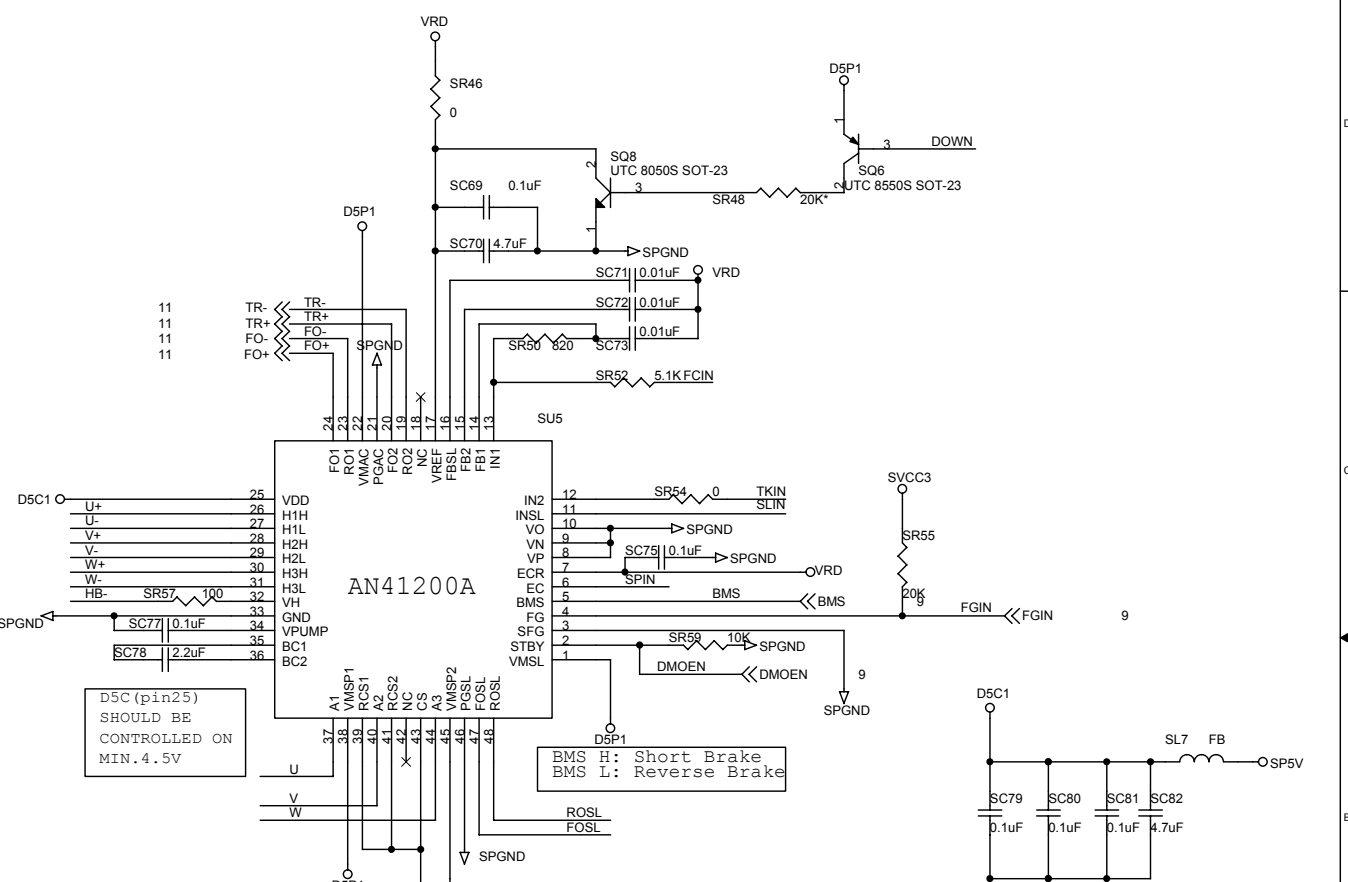 VRD
SR46
0
D5P1
1
3
DOWN
SQ6
UTC 8550S SOT-23
2
SQ8
UTC 8050S SOT-23
2
3
1
SR48
20K*
SC69 0.1uF
SC70 4.7uF
SPGND
D5P1
SC71 0.01uF
VRD
SC72 0.01uF
SC73 0.01uF
SR50 820
SR52 5.1K FCIN
11 TR- TR-
11 TR+ TR+
11 FO- FO-
11 FO+ FO+
SPGND
24 23 22 21 20 19 18 17 16 15 14 13
SU5
FO1 RO1 VMAC PGAC FO2 RO2 NC VREF FBSL FB2 FB1 IN1
AN41200A
D5C1 25 VDD
U+ 26 H1H
U- 27 H1L
V+ 28 H2H
V- 29 H2L
W+ 30 H3H
W- 31 H3L
HB- SR57 100 32 VH
SPGND 33 GND
SC77 0.1uF 34 VPUMP
35 BC1
SC78 2.2uF 36 BC2
IN2 12 SR54 0 TKIN
INSL 11 SLIN
VO 10 SPGND
VN 9
VP 8 SC75 0.1uF SPGND
ECR 7 VRD
EC 6 SPIN
BMS 5 BMS BMS 9
FG 4 FGIN FGIN 9
SFG 3
STBY 2 SR59 10K SPGND
VMSL 1 DMOEN DMOEN 9
SVCC3
SR55
20K
SPGND
D5P1
A1 VMSP1 RCS1 A2 RCS2 NC CS A3 VMSP2 PGSL FOSL ROSL
37 38 39 40 41 42 43 44 45 46 47 48
D5C(pin25)
SHOULD BE
CONTROLLED ON
MIN.4.5V
BMS H: Short Brake
BMS L: Reverse Brake
U
V
W
ROSL
FOSL
SPGND
D5C1
SL7 FB
SP5V
SC79 SC80 SC81 SC82
0.1uF 0.1uF 0.1uF 4.7uF